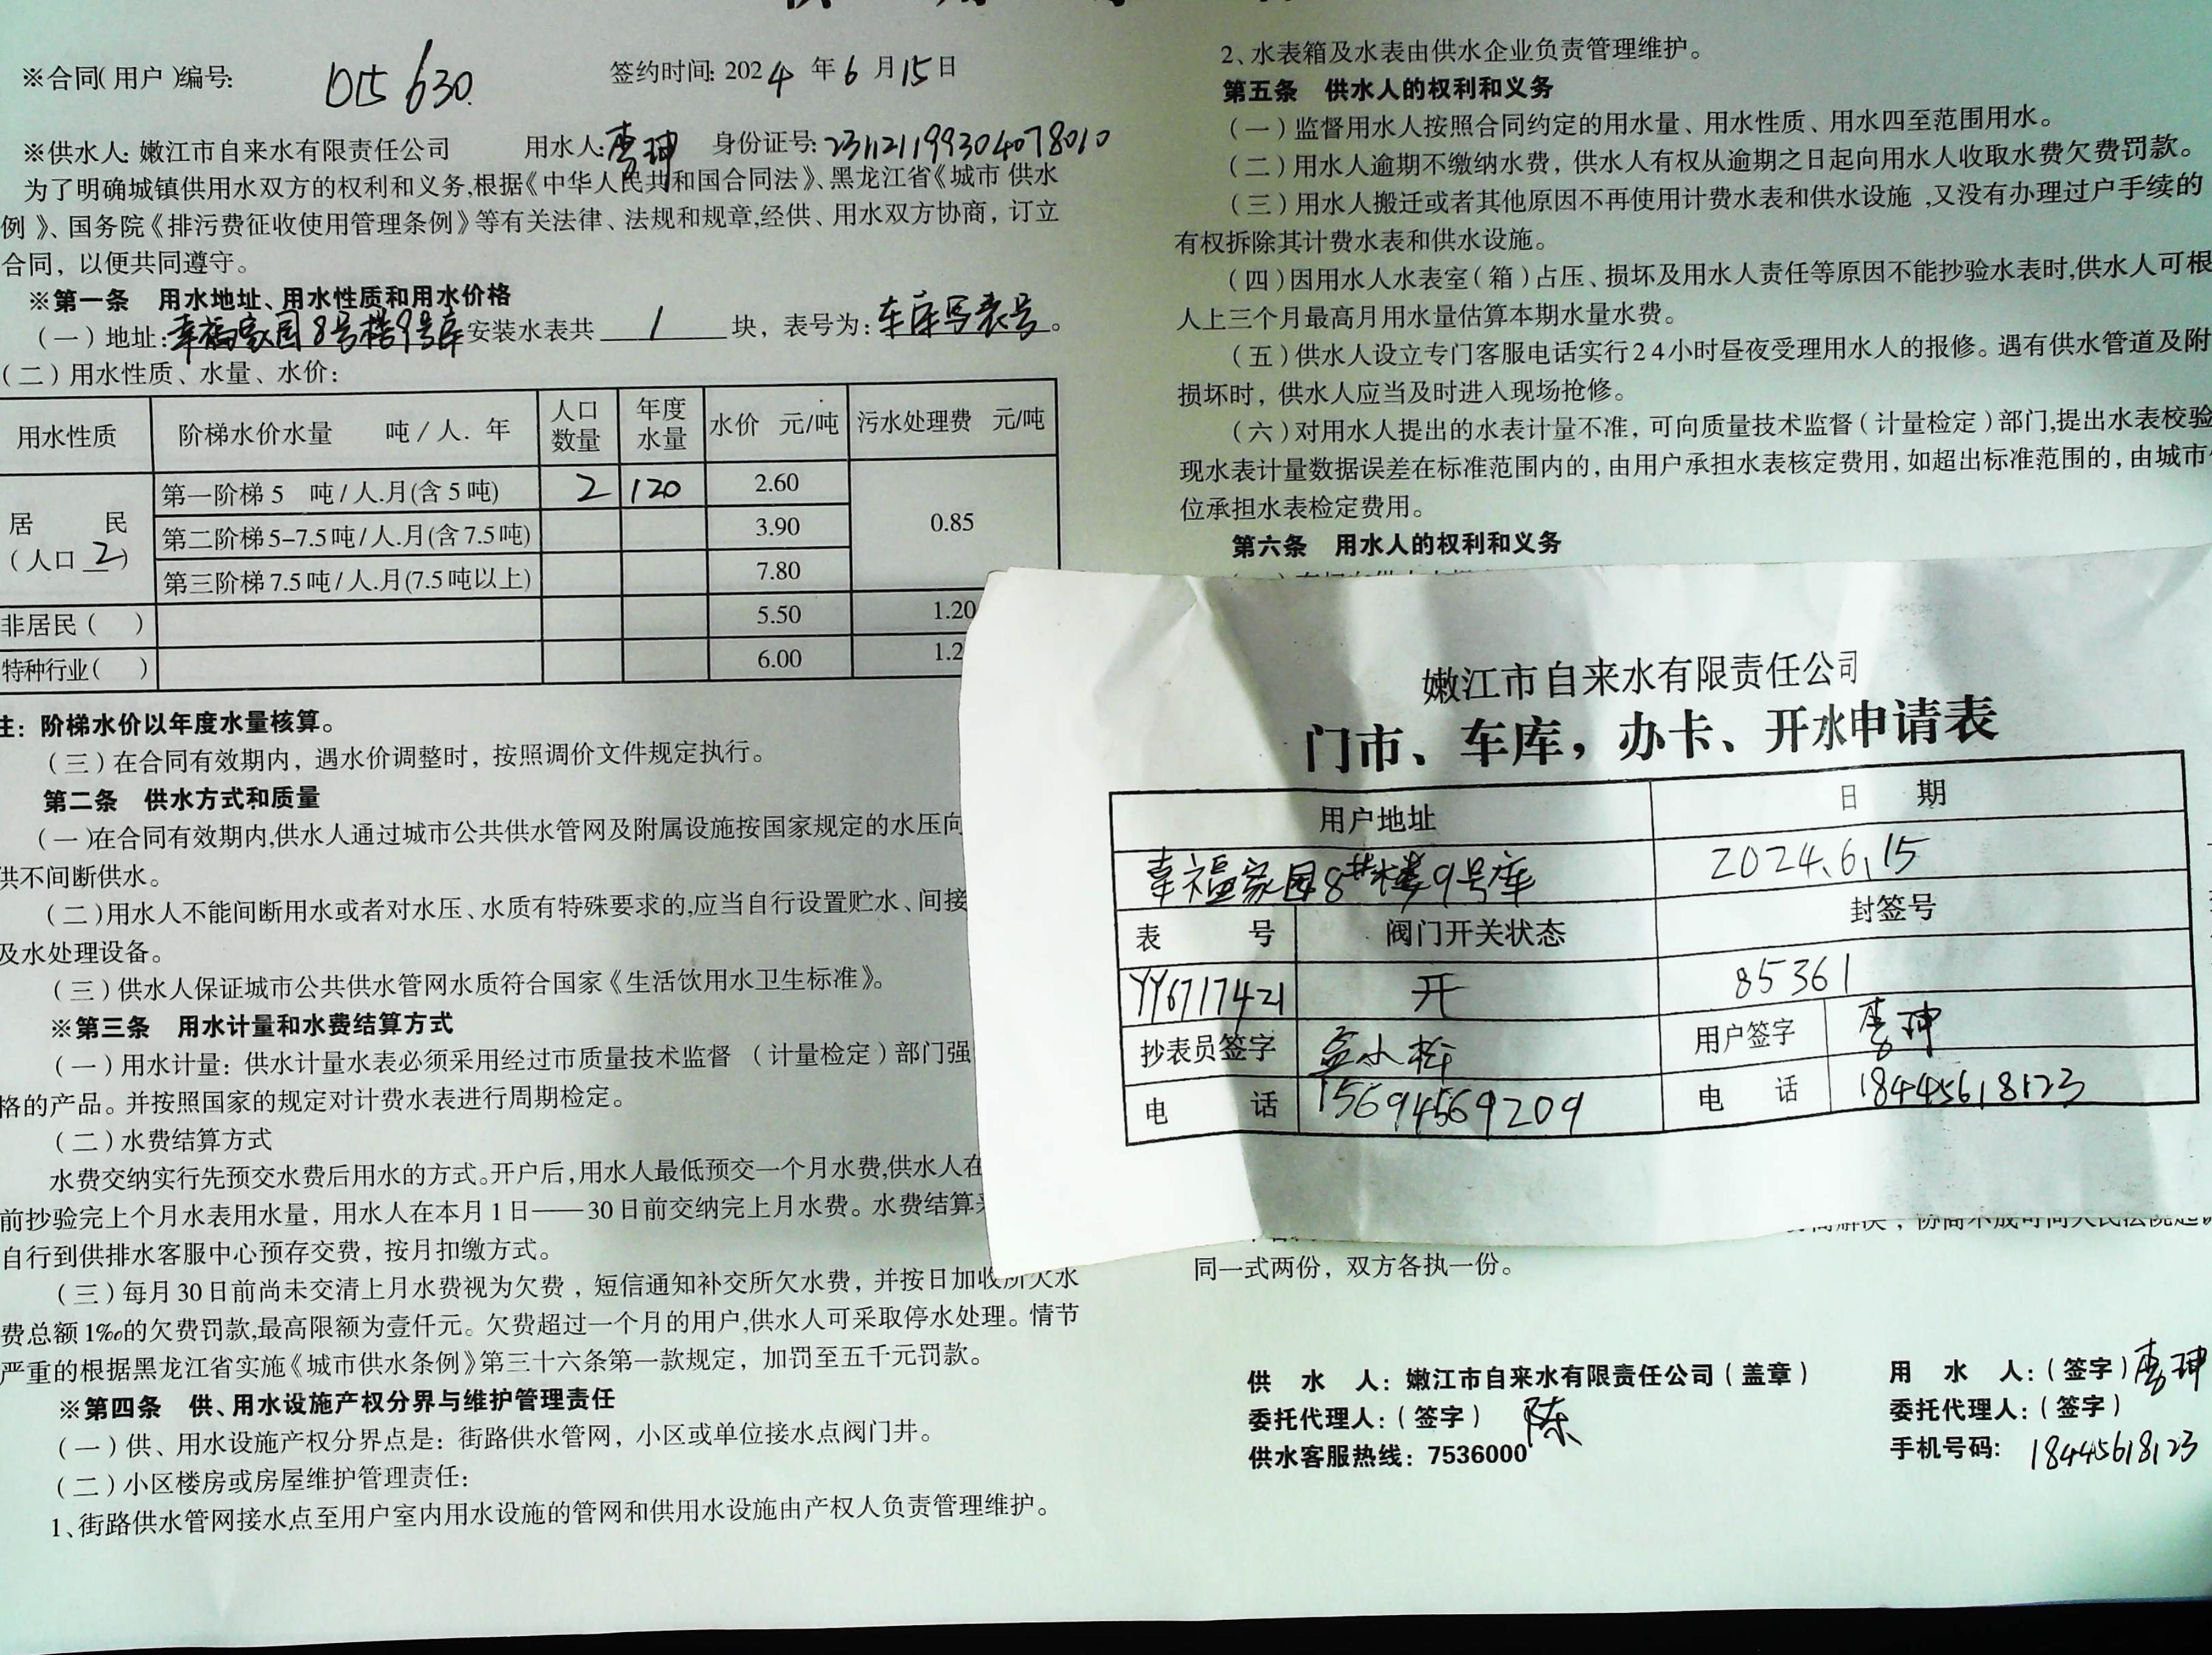 ※合同(用户)编号: 015630.
签约时间: 2024年6月15日
※供水人: 嫩江市自来水有限责任公司 用水人: 李坤 身份证号: 231121199304078010
为了明确城镇供用水双方的权利和义务,根据《中华人民共和国合同法》、黑龙江省《城市供水
例》、国务院《排污费征收使用管理条例》等有关法律、法规和规章,经供、用水双方协商,订立
合同,以便共同遵守。
※第一条 用水地址、用水性质和用水价格
(一)地址:幸福家园8号楼9号库安装水表共 1 块,表号为:车库写表号。
(二)用水性质、水量、水价:
用水性质 阶梯水价水量 吨/人.年 人口数量 年度水量 水价 元/吨 污水处理费 元/吨
居民(人口 2) 第一阶梯5 吨/人.月(含5吨) 2 120 2.60 0.85
第二阶梯5-7.5吨/人.月(含7.5吨) 3.90
第三阶梯7.5吨/人.月(7.5吨以上) 7.80
非居民( ) 5.50 1.20
特种行业( ) 6.00 1.2
注:阶梯水价以年度水量核算。
(三)在合同有效期内,遇水价调整时,按照调价文件规定执行。
第二条 供水方式和质量
(一)在合同有效期内,供水人通过城市公共供水管网及附属设施按国家规定的水压向
供不间断供水。
(二)用水人不能间断用水或者对水压、水质有特殊要求的,应当自行设置贮水、间接
及水处理设备。
(三)供水人保证城市公共供水管网水质符合国家《生活饮用水卫生标准》。
※第三条 用水计量和水费结算方式
(一)用水计量:供水计量水表必须采用经过市质量技术监督(计量检定)部门强
格的产品。并按照国家的规定对计费水表进行周期检定。
(二)水费结算方式
水费交纳实行先预交水费后用水的方式。开户后,用水人最低预交一个月水费,供水人在
前抄验完上个月水表用水量,用水人在本月1日——30日前交纳完上月水费。水费结算
自行到供排水客服中心预存交费,按月扣缴方式。
(三)每月30日前尚未交清上月水费视为欠费,短信通知补交所欠水费,并按日加收所欠水
费总额1‰的欠费罚款,最高限额为壹仟元。欠费超过一个月的用户,供水人可采取停水处理。情节
严重的根据黑龙江省实施《城市供水条例》第三十六条第一款规定,加罚至五千元罚款。
※第四条 供、用水设施产权分界与维护管理责任
(一)供、用水设施产权分界点是:街路供水管网,小区或单位接水点阀门井。
(二)小区楼房或房屋维护管理责任:
1、街路供水管网接水点至用户室内用水设施的管网和供用水设施由产权人负责管理维护。
2、水表箱及水表由供水企业负责管理维护。
第五条 供水人的权利和义务
(一)监督用水人按照合同约定的用水量、用水性质、用水四至范围用水。
(二)用水人逾期不缴纳水费,供水人有权从逾期之日起向用水人收取水费欠费罚款。
(三)用水人搬迁或者其他原因不再使用计费水表和供水设施,又没有办理过户手续的
有权拆除其计费水表和供水设施。
(四)因用水人水表室(箱)占压、损坏及用水人责任等原因不能抄验水表时,供水人可根
人上三个月最高月用水量估算本期水量水费。
(五)供水人设立专门客服电话实行24小时昼夜受理用水人的报修。遇有供水管道及附
损坏时,供水人应当及时进入现场抢修。
(六)对用水人提出的水表计量不准,可向质量技术监督(计量检定)部门,提出水表校验
现水表计量数据误差在标准范围内的,由用户承担水表核定费用,如超出标准范围的,由城市
位承担水表检定费用。
第六条 用水人的权利和义务
嫩江市自来水有限责任公司
门市、车库,办卡、开水申请表
用户地址 日 期
幸福家园8#楼9号库 2024.6.15
表 号 阀门开关状态 封签号
YY6717421 开 85361
抄表员签字 用户签字 李坤
电 话 15694569209 电 话 18445618123
同一式两份,双方各执一份。
供 水 人:嫩江市自来水有限责任公司(盖章)
委托代理人:(签字) 陈
供水客服热线:7536000
用 水 人:(签字)李坤
委托代理人:(签字)
手机号码: 18445618123